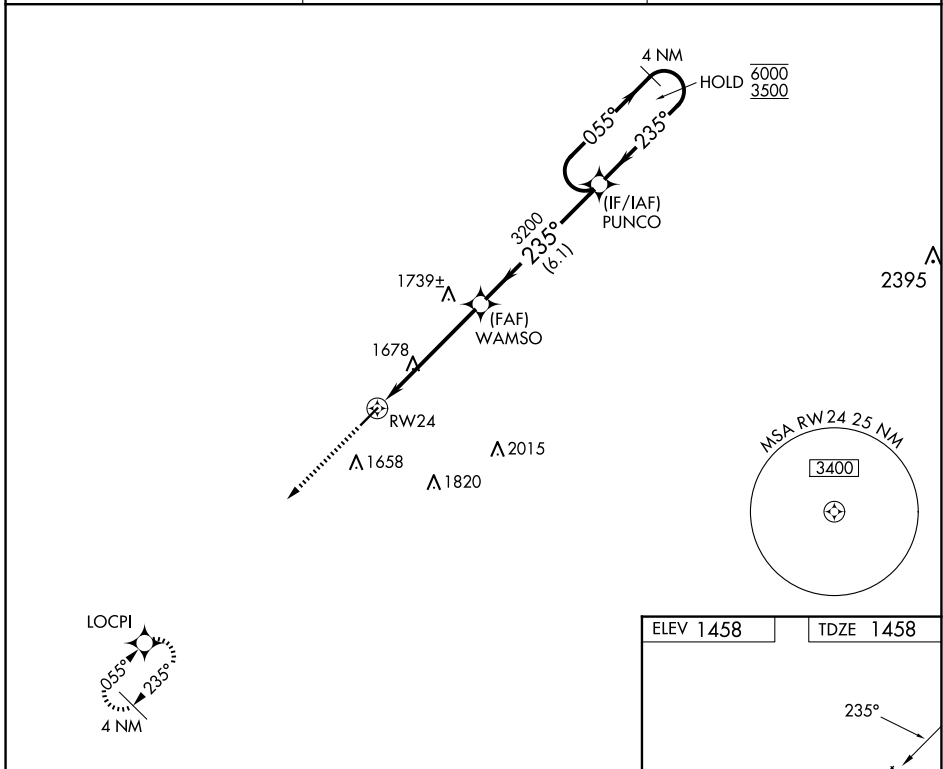 4 NM
HOLD 6000
3500
055°
235°
(IF/IAF)
PUNCO
3200
235°
(6.1)
2395
1739±
(FAF)
WAMSO
1678
RW24
MSA RW24 25 NM
3400
2015
1658
1820
LOCPI
055°
235°
4 NM
ELEV 1458
TDZE 1458
235°